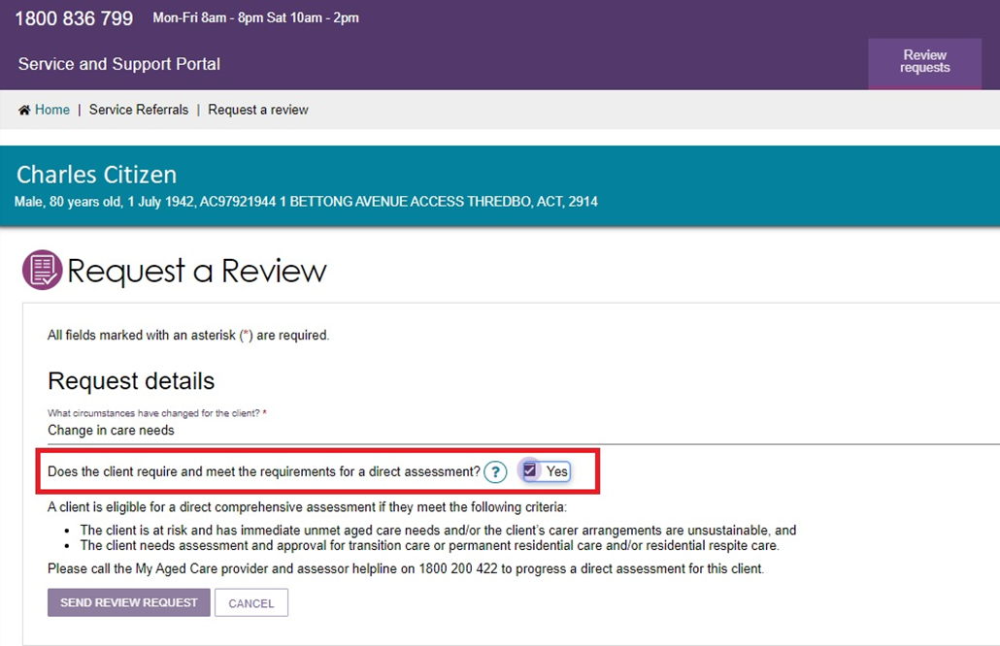 1800 836 799 Mon-Fri 8am - 8pm Sat 10am - 2pm
Service and Support Portal
Review
requests
Home | Service Referrals | Request a review
Charles Citizen
Male, 80 years old, 1 July 1942, AC97921944 1 BETTONG AVENUE ACCESS THREDBO, ACT, 2914
Request a Review
All fields marked with an asterisk (*) are required.
Request details
What circumstances have changed for the client? *
Change in care needs
Does the client require and meet the requirements for a direct assessment? ? Yes
A client is eligible for a direct comprehensive assessment if they meet the following criteria:
• The client is at risk and has immediate unmet aged care needs and/or the client's carer arrangements are unsustainable, and
• The client needs assessment and approval for transition care or permanent residential care and/or residential respite care.
Please call the My Aged Care provider and assessor helpline on 1800 200 422 to progress a direct assessment for this client.
SEND REVIEW REQUEST CANCEL